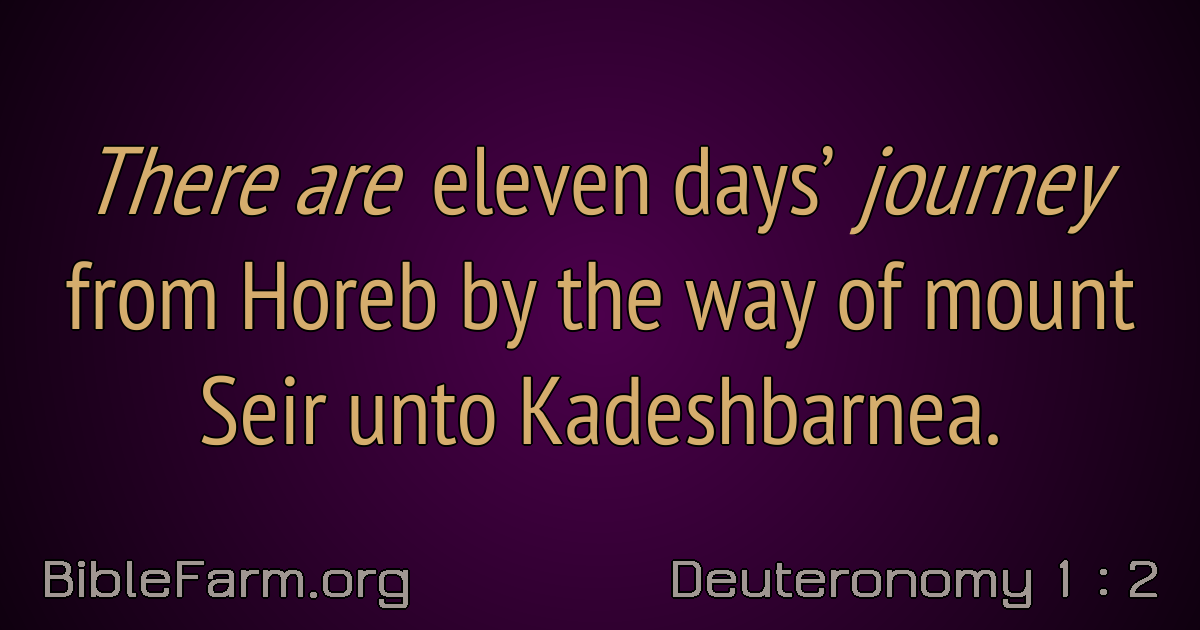 There are eleven days’ journey
from Horeb by the way of mount
Seir unto Kadeshbarnea.
BibleFarm.org
Deuteronomy 1 : 2